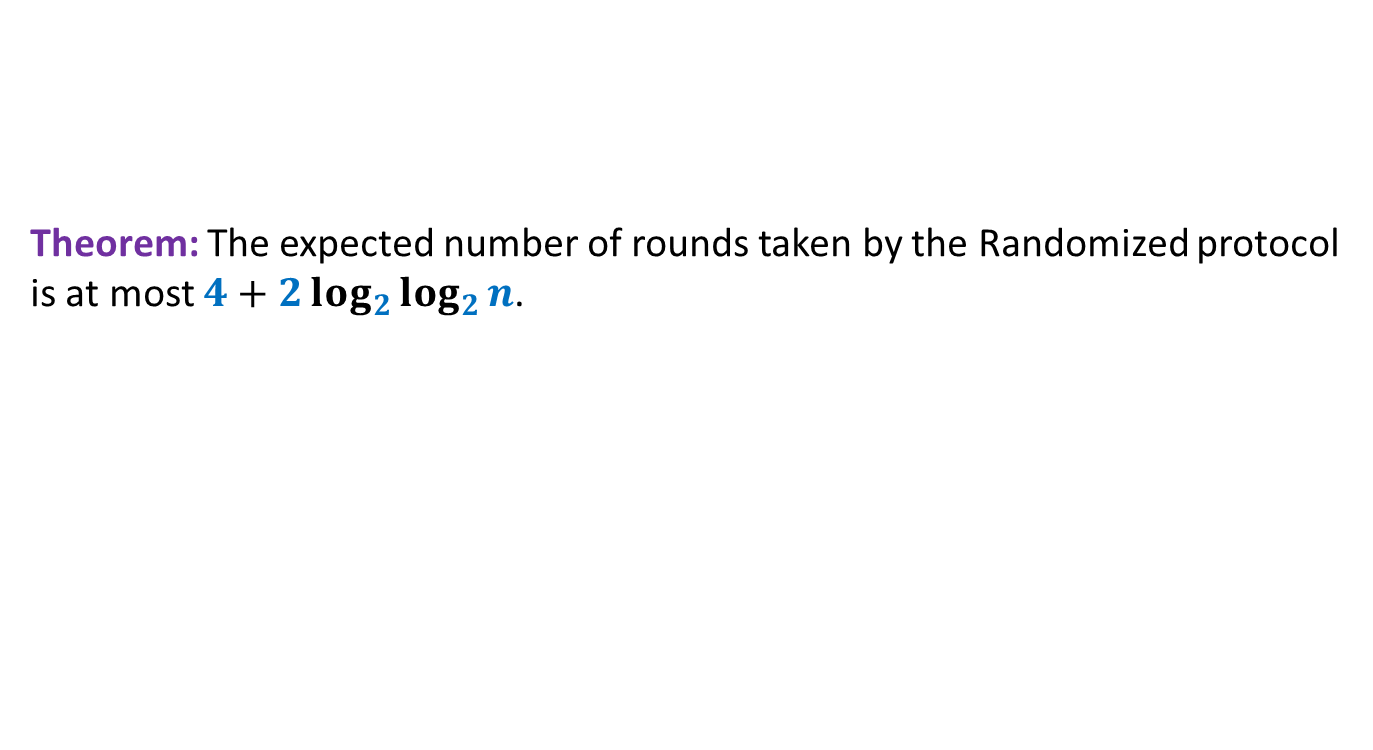 Theorem: The expected number of rounds taken by the Randomized protocol
is at most 4 + 2 log₂ log₂ n.